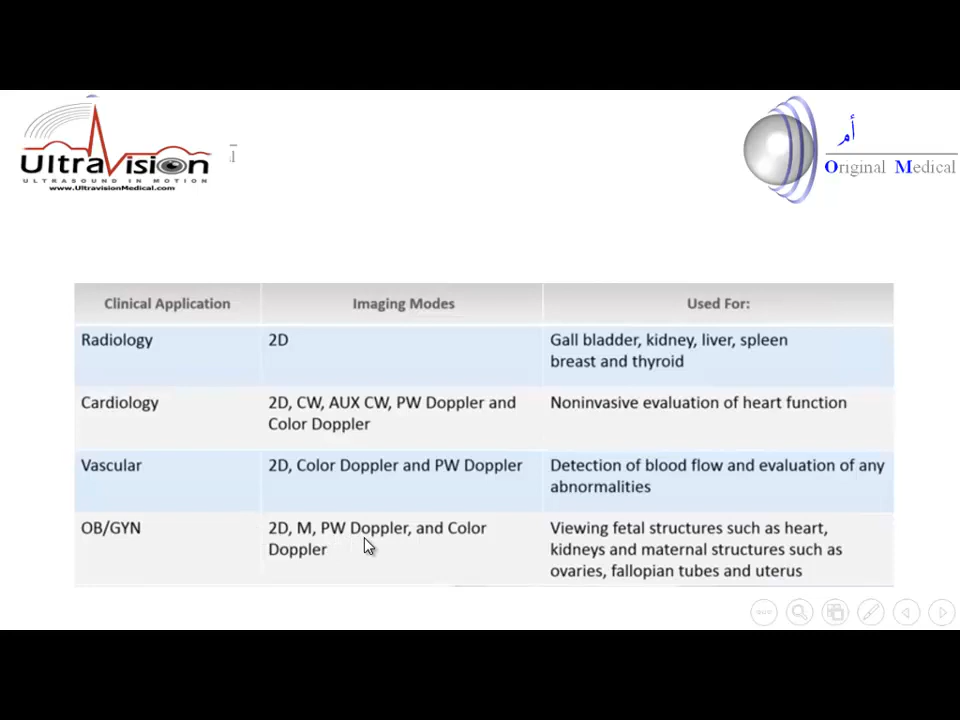 UltraVision
ULTRASOUND IN MOTION
www.UltravisionMedical.com
أم
Original Medical
Clinical Application
Imaging Modes
Used For:
Radiology
2D
Gall bladder, kidney, liver, spleen
breast and thyroid
Cardiology
2D, CW, AUX CW, PW Doppler and
Color Doppler
Noninvasive evaluation of heart function
Vascular
2D, Color Doppler and PW Doppler
Detection of blood flow and evaluation of any
abnormalities
OB/GYN
2D, M, PW Doppler, and Color
Doppler
Viewing fetal structures such as heart,
kidneys and maternal structures such as
ovaries, fallopian tubes and uterus